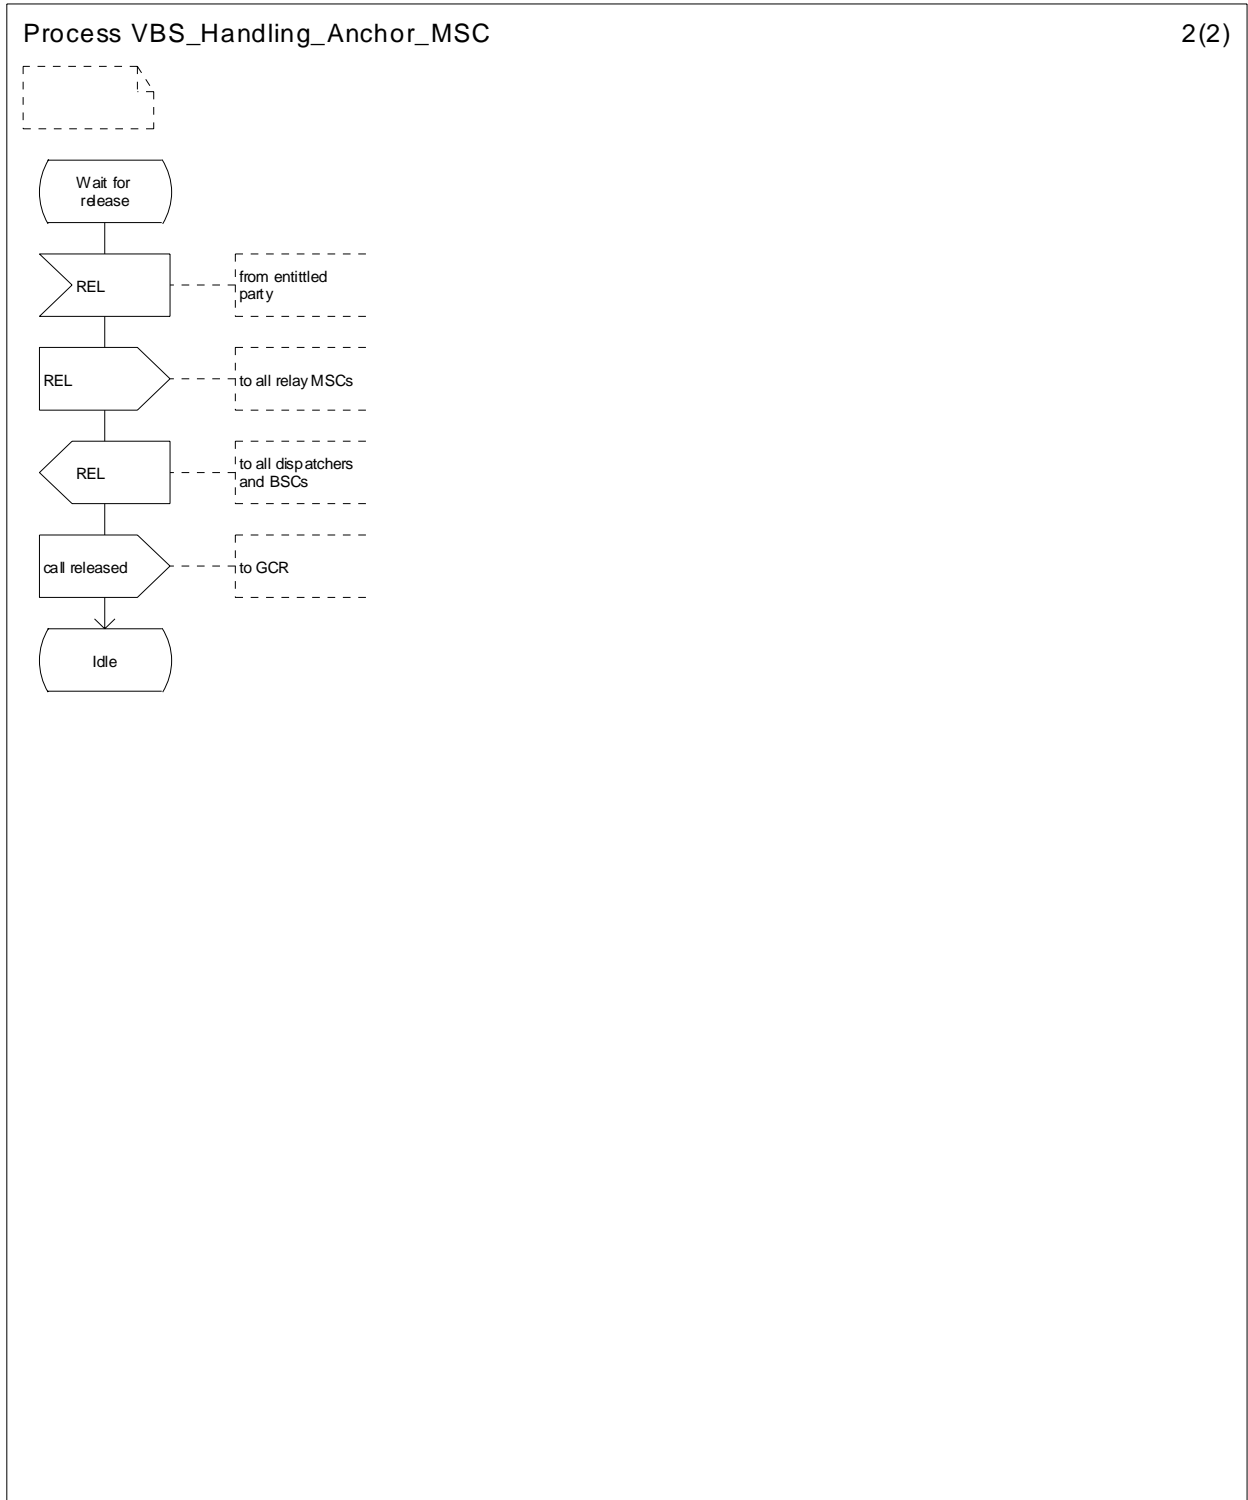 Process VBS_Handling_Anchor_MSC 2(2)
Wait for
release
REL
from entittled
party
REL
to all relay MSCs
REL
to all dispatchers
and BSCs
call released
to GCR
Idle